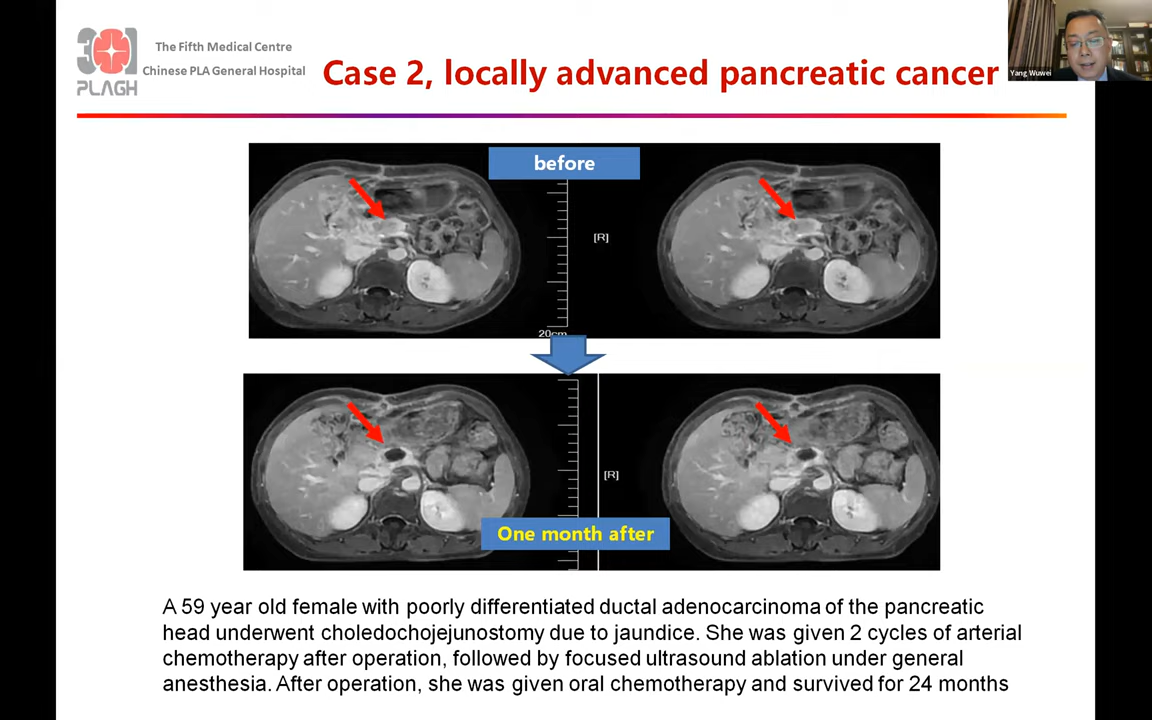 301
PLAGH
The Fifth Medical Centre
Chinese PLA General Hospital
Case 2, locally advanced pancreatic cancer
Yang Wuwei
before
[R]
20cm
[R]
One month after
A 59 year old female with poorly differentiated ductal adenocarcinoma of the pancreatic
head underwent choledochojejunostomy due to jaundice. She was given 2 cycles of arterial
chemotherapy after operation, followed by focused ultrasound ablation under general
anesthesia. After operation, she was given oral chemotherapy and survived for 24 months